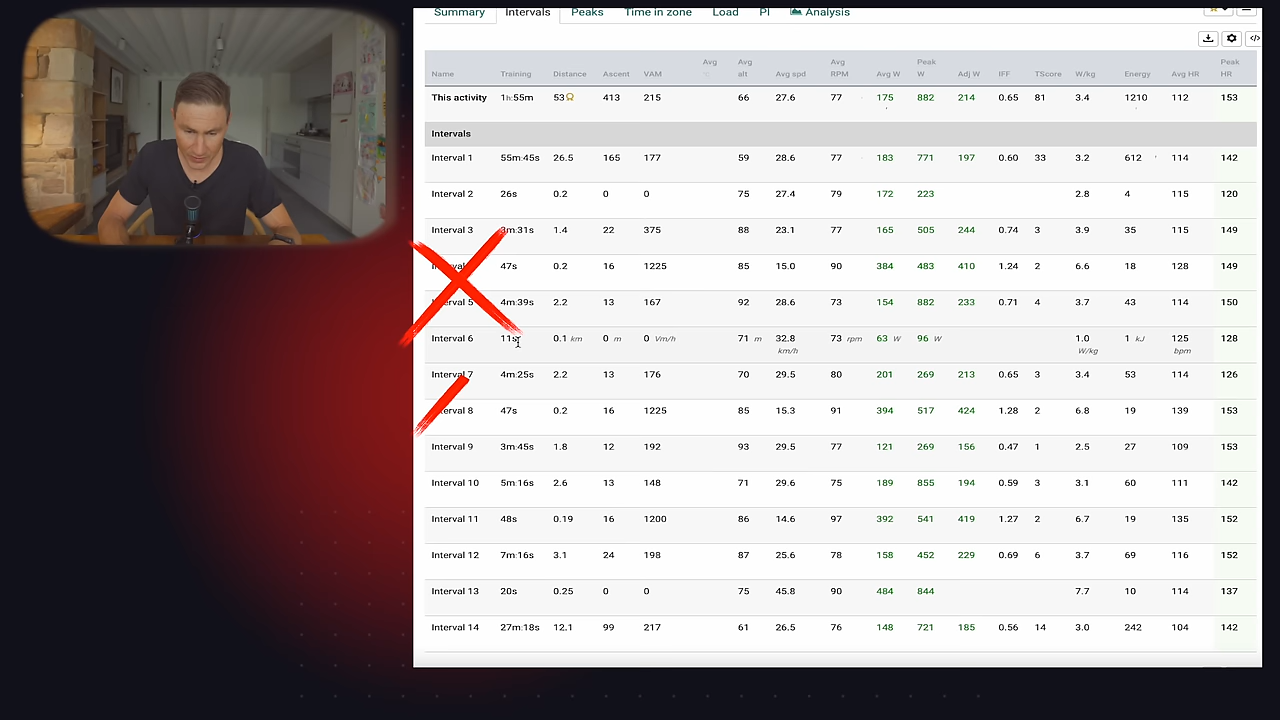 Summary Intervals Peaks Time in zone Load PI Analysis
Name Training Distance Ascent VAM Avg Avg alt Avg spd Avg RPM Avg W Peak W Adj W IFF TScore W/kg Energy Avg HR Peak HR
This activity 1h:55m 53 413 215 66 27.6 77 175 882 214 0.65 81 3.4 1210 112 153
Intervals
Interval 1 55m:45s 26.5 165 177 59 28.6 77 183 771 197 0.60 33 3.2 612 114 142
Interval 2 26s 0.2 0 0 75 27.4 79 172 223 2.8 4 115 120
Interval 3 3m:31s 1.4 22 375 88 23.1 77 165 505 244 0.74 3 3.9 35 115 149
47s 0.2 16 1225 85 15.0 90 384 483 410 1.24 2 6.6 18 128 149
Interval 5 4m:39s 2.2 13 167 92 28.6 73 154 882 233 0.71 4 3.7 43 114 150
Interval 6 11s 0.1 km 0 m 0 Vm/h 71 m 32.8 km/h 73 rpm 63 W 96 W 1.0 W/kg 1 kJ 125 bpm 128
Interval 7 4m:25s 2.2 13 176 70 29.5 80 201 269 213 0.65 3 3.4 53 114 126
Interval 8 47s 0.2 16 1225 85 15.3 91 394 517 424 1.28 2 6.8 19 139 153
Interval 9 3m:45s 1.8 12 192 93 29.5 77 121 269 156 0.47 1 2.5 27 109 153
Interval 10 5m:16s 2.6 13 148 71 29.6 75 189 855 194 0.59 3 3.1 60 111 142
Interval 11 48s 0.19 16 1200 86 14.6 97 392 541 419 1.27 2 6.7 19 135 152
Interval 12 7m:16s 3.1 24 198 87 25.6 78 158 452 229 0.69 6 3.7 69 116 152
Interval 13 20s 0.25 0 0 75 45.8 90 484 844 7.7 10 114 137
Interval 14 27m:18s 12.1 99 217 61 26.5 76 148 721 185 0.56 14 3.0 242 104 142